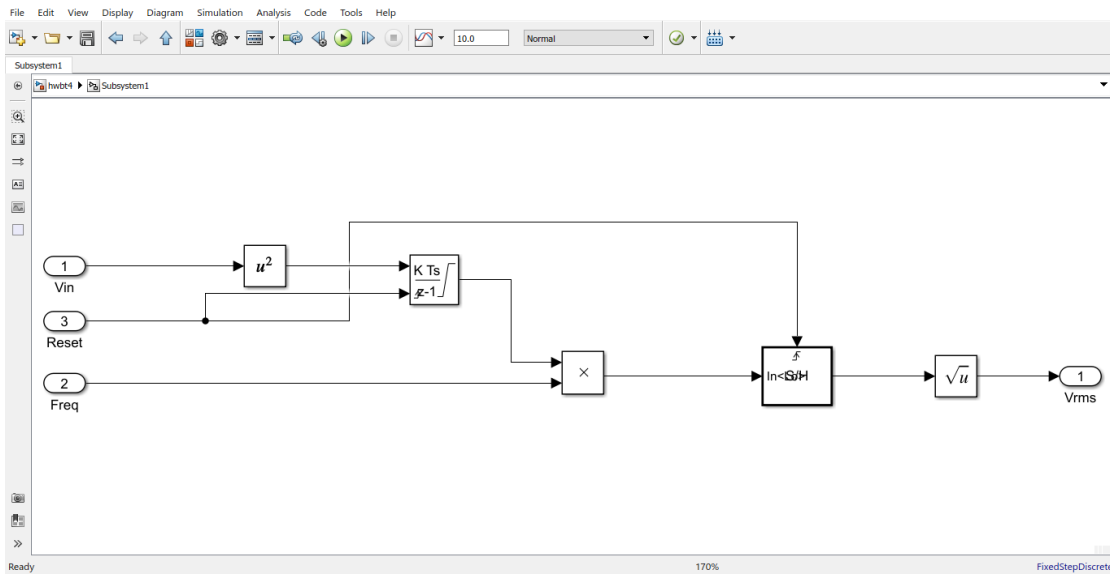 File Edit View Display Diagram Simulation Analysis Code Tools Help
10.0 Normal
Subsystem1
hwbt4 Subsystem1
1
Vin
u²
K Ts
z-1
3
Reset
2
Freq
×
In S/H
√u
1
Vrms
Ready 170% FixedStepDiscrete